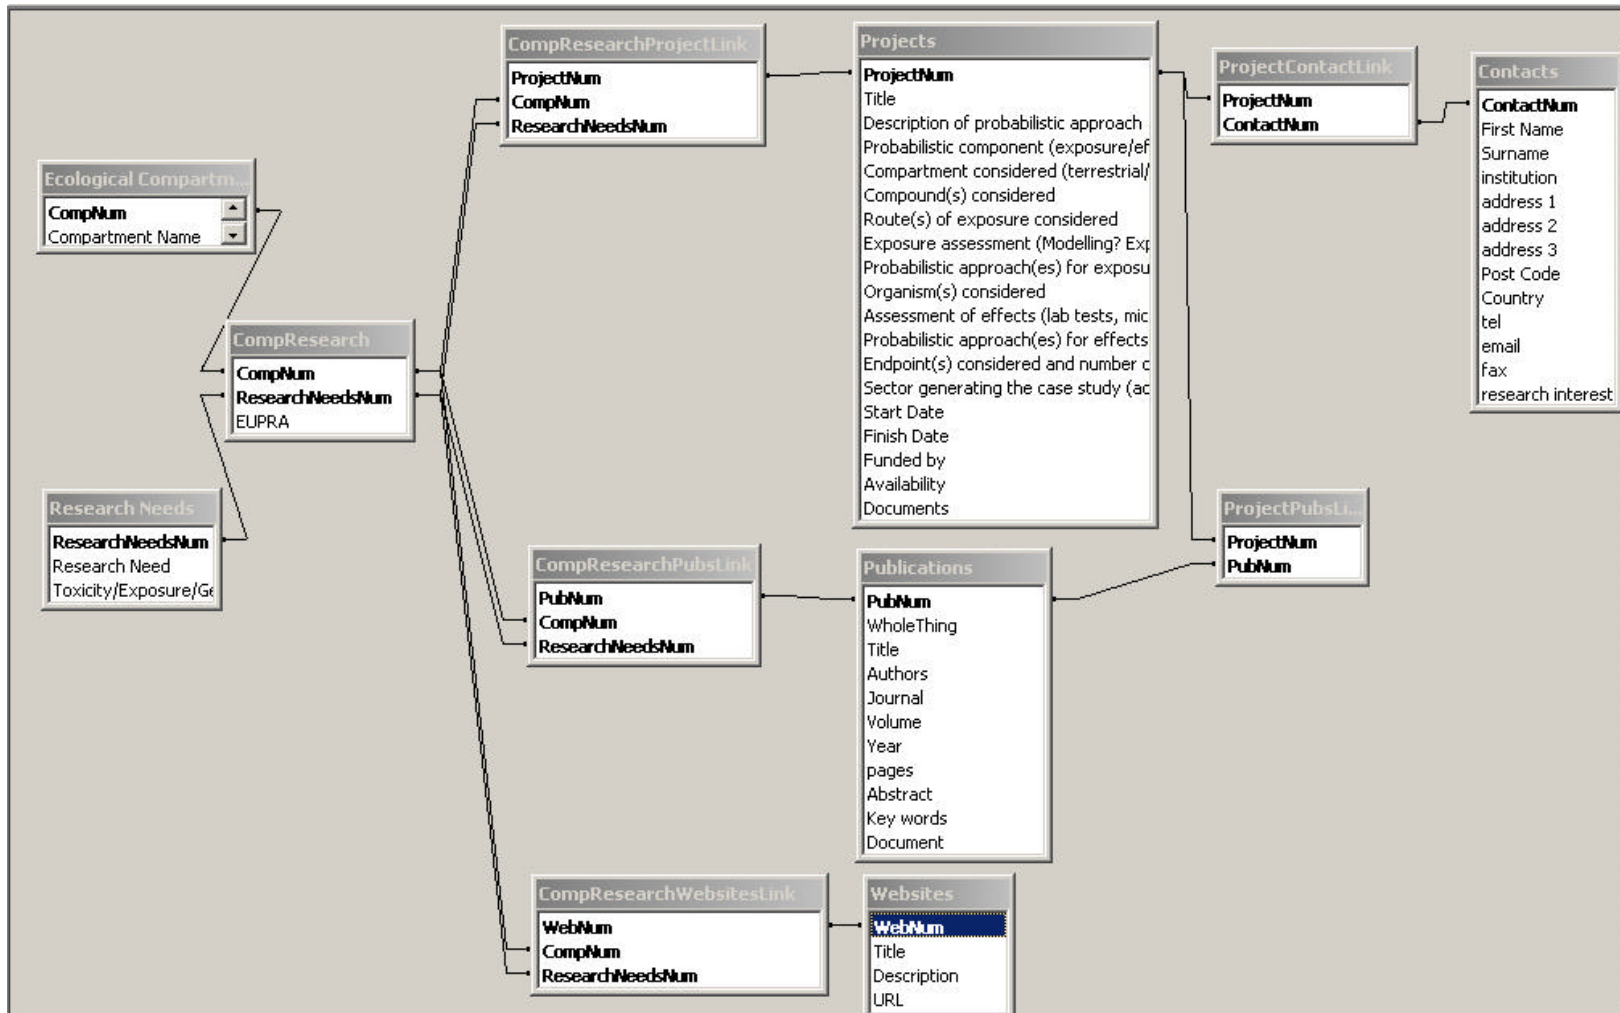 CompResearchProjectLink
ProjectNum
CompNum
ResearchNeedsNum
Projects
ProjectNum
Title
Description of probabilistic approach
Probabilistic component (exposure/ef
Compartment considered (terrestrial/
Compound(s) considered
Route(s) of exposure considered
Exposure assessment (Modelling? Exp
Probabilistic approach(es) for exposu
Organism(s) considered
Assessment of effects (lab tests, mic
Probabilistic approach(es) for effects
Endpoint(s) considered and number c
Sector generating the case study (ac
Start Date
Finish Date
Funded by
Availability
Documents
ProjectContactLink
ProjectNum
ContactNum
Contacts
ContactNum
First Name
Surname
institution
address 1
address 2
address 3
Post Code
Country
tel
email
fax
research interest
Ecological Compartm...
CompNum
Compartment Name
CompResearch
CompNum
ResearchNeedsNum
EUPRA
Research Needs
ResearchNeedsNum
Research Need
Toxicity/Exposure/Ge
CompResearchPubsLink
PubNum
CompNum
ResearchNeedsNum
Publications
PubNum
WholeThing
Title
Authors
Journal
Volume
Year
pages
Abstract
Key words
Document
ProjectPubsLi...
ProjectNum
PubNum
CompResearchWebsitesLink
WebNum
CompNum
ResearchNeedsNum
Websites
WebNum
Title
Description
URL